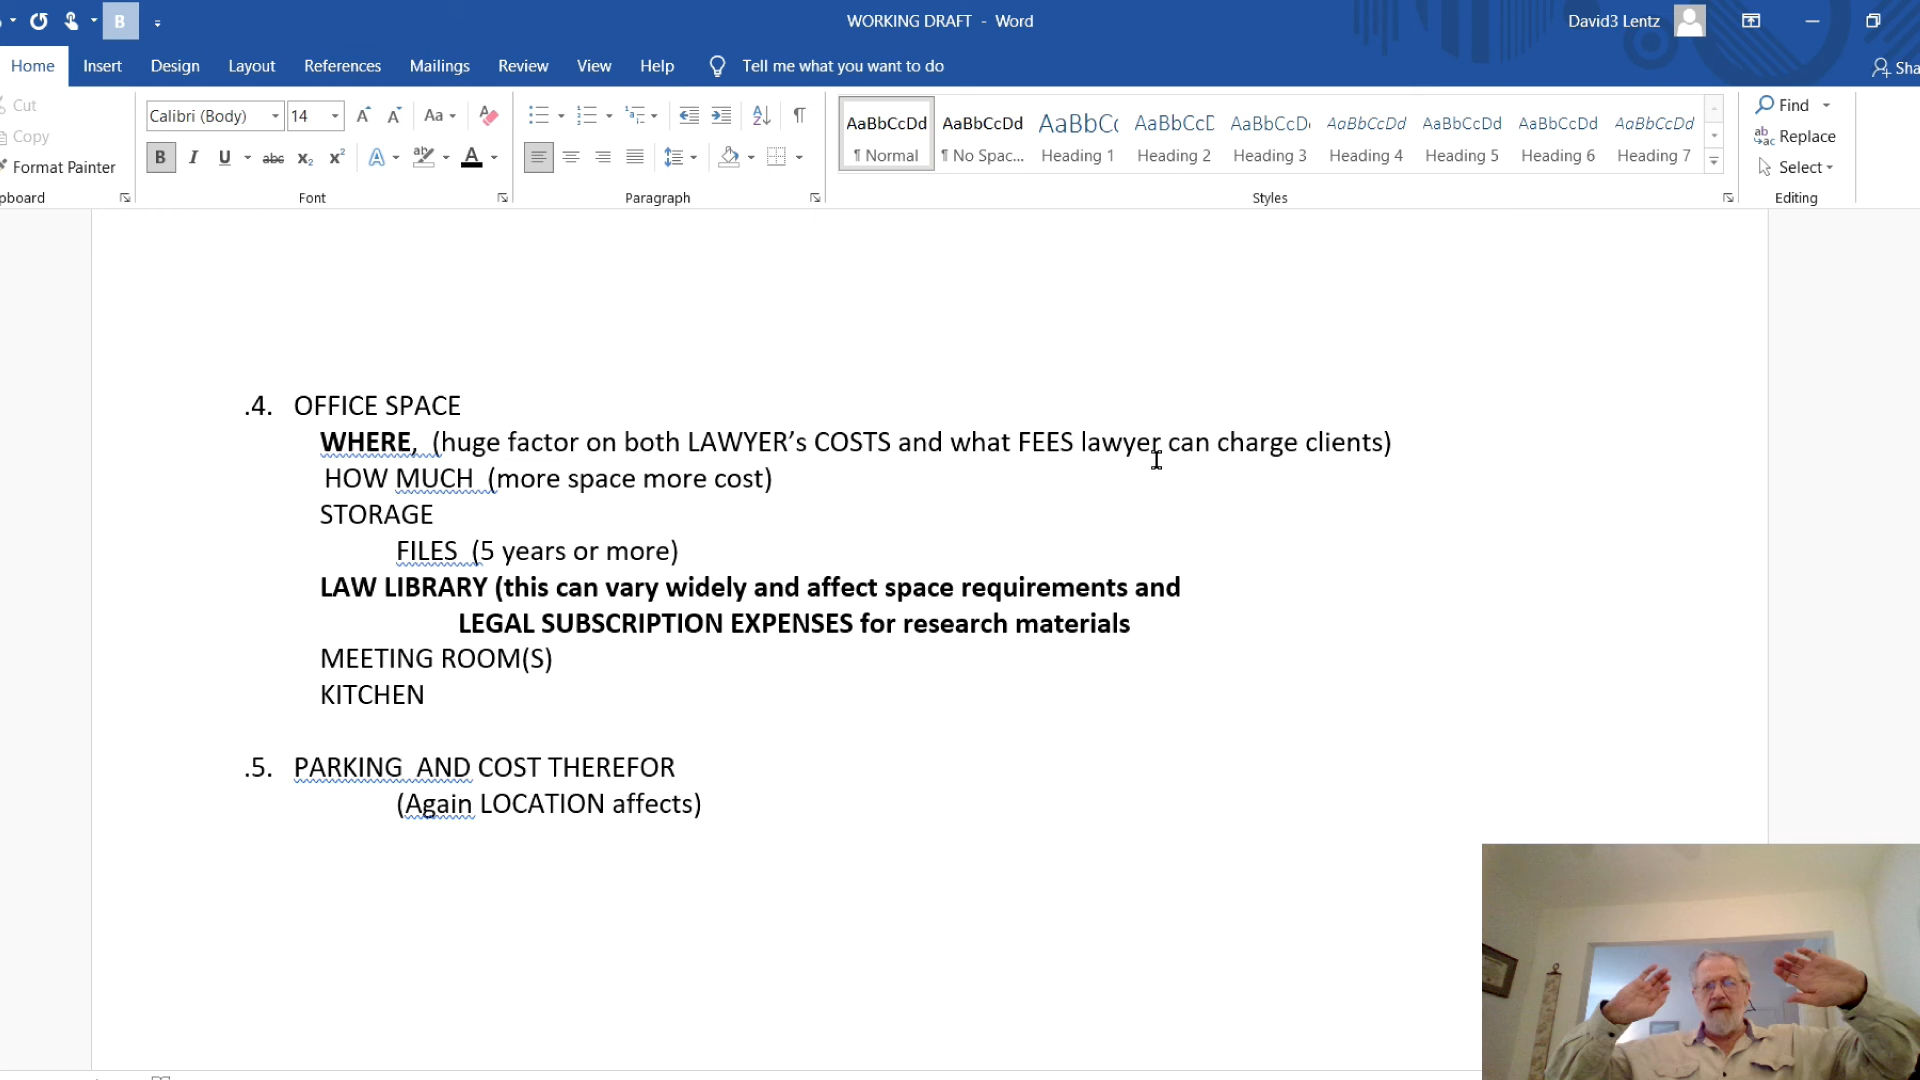 WORKING DRAFT - Word
David3 Lentz
Home Insert Design Layout References Mailings Review View Help Tell me what you want to do
Sha
Cut
Copy
Format Painter
pboard
Calibri (Body) 14
Font
Paragraph
AaBbCcDd AaBbCcDd AaBbCc AaBbCcD AaBbCcDc AaBbCcDd AaBbCcDd AaBbCcDd AaBbCcDd
¶ Normal ¶ No Spac... Heading 1 Heading 2 Heading 3 Heading 4 Heading 5 Heading 6 Heading 7
Styles
Find
Replace
Select
Editing
.4. OFFICE SPACE
WHERE, (huge factor on both LAWYER’s COSTS and what FEES lawyer can charge clients)
HOW MUCH (more space more cost)
STORAGE
FILES (5 years or more)
LAW LIBRARY (this can vary widely and affect space requirements and
LEGAL SUBSCRIPTION EXPENSES for research materials
MEETING ROOM(S)
KITCHEN
.5. PARKING AND COST THEREFOR
(Again LOCATION affects)